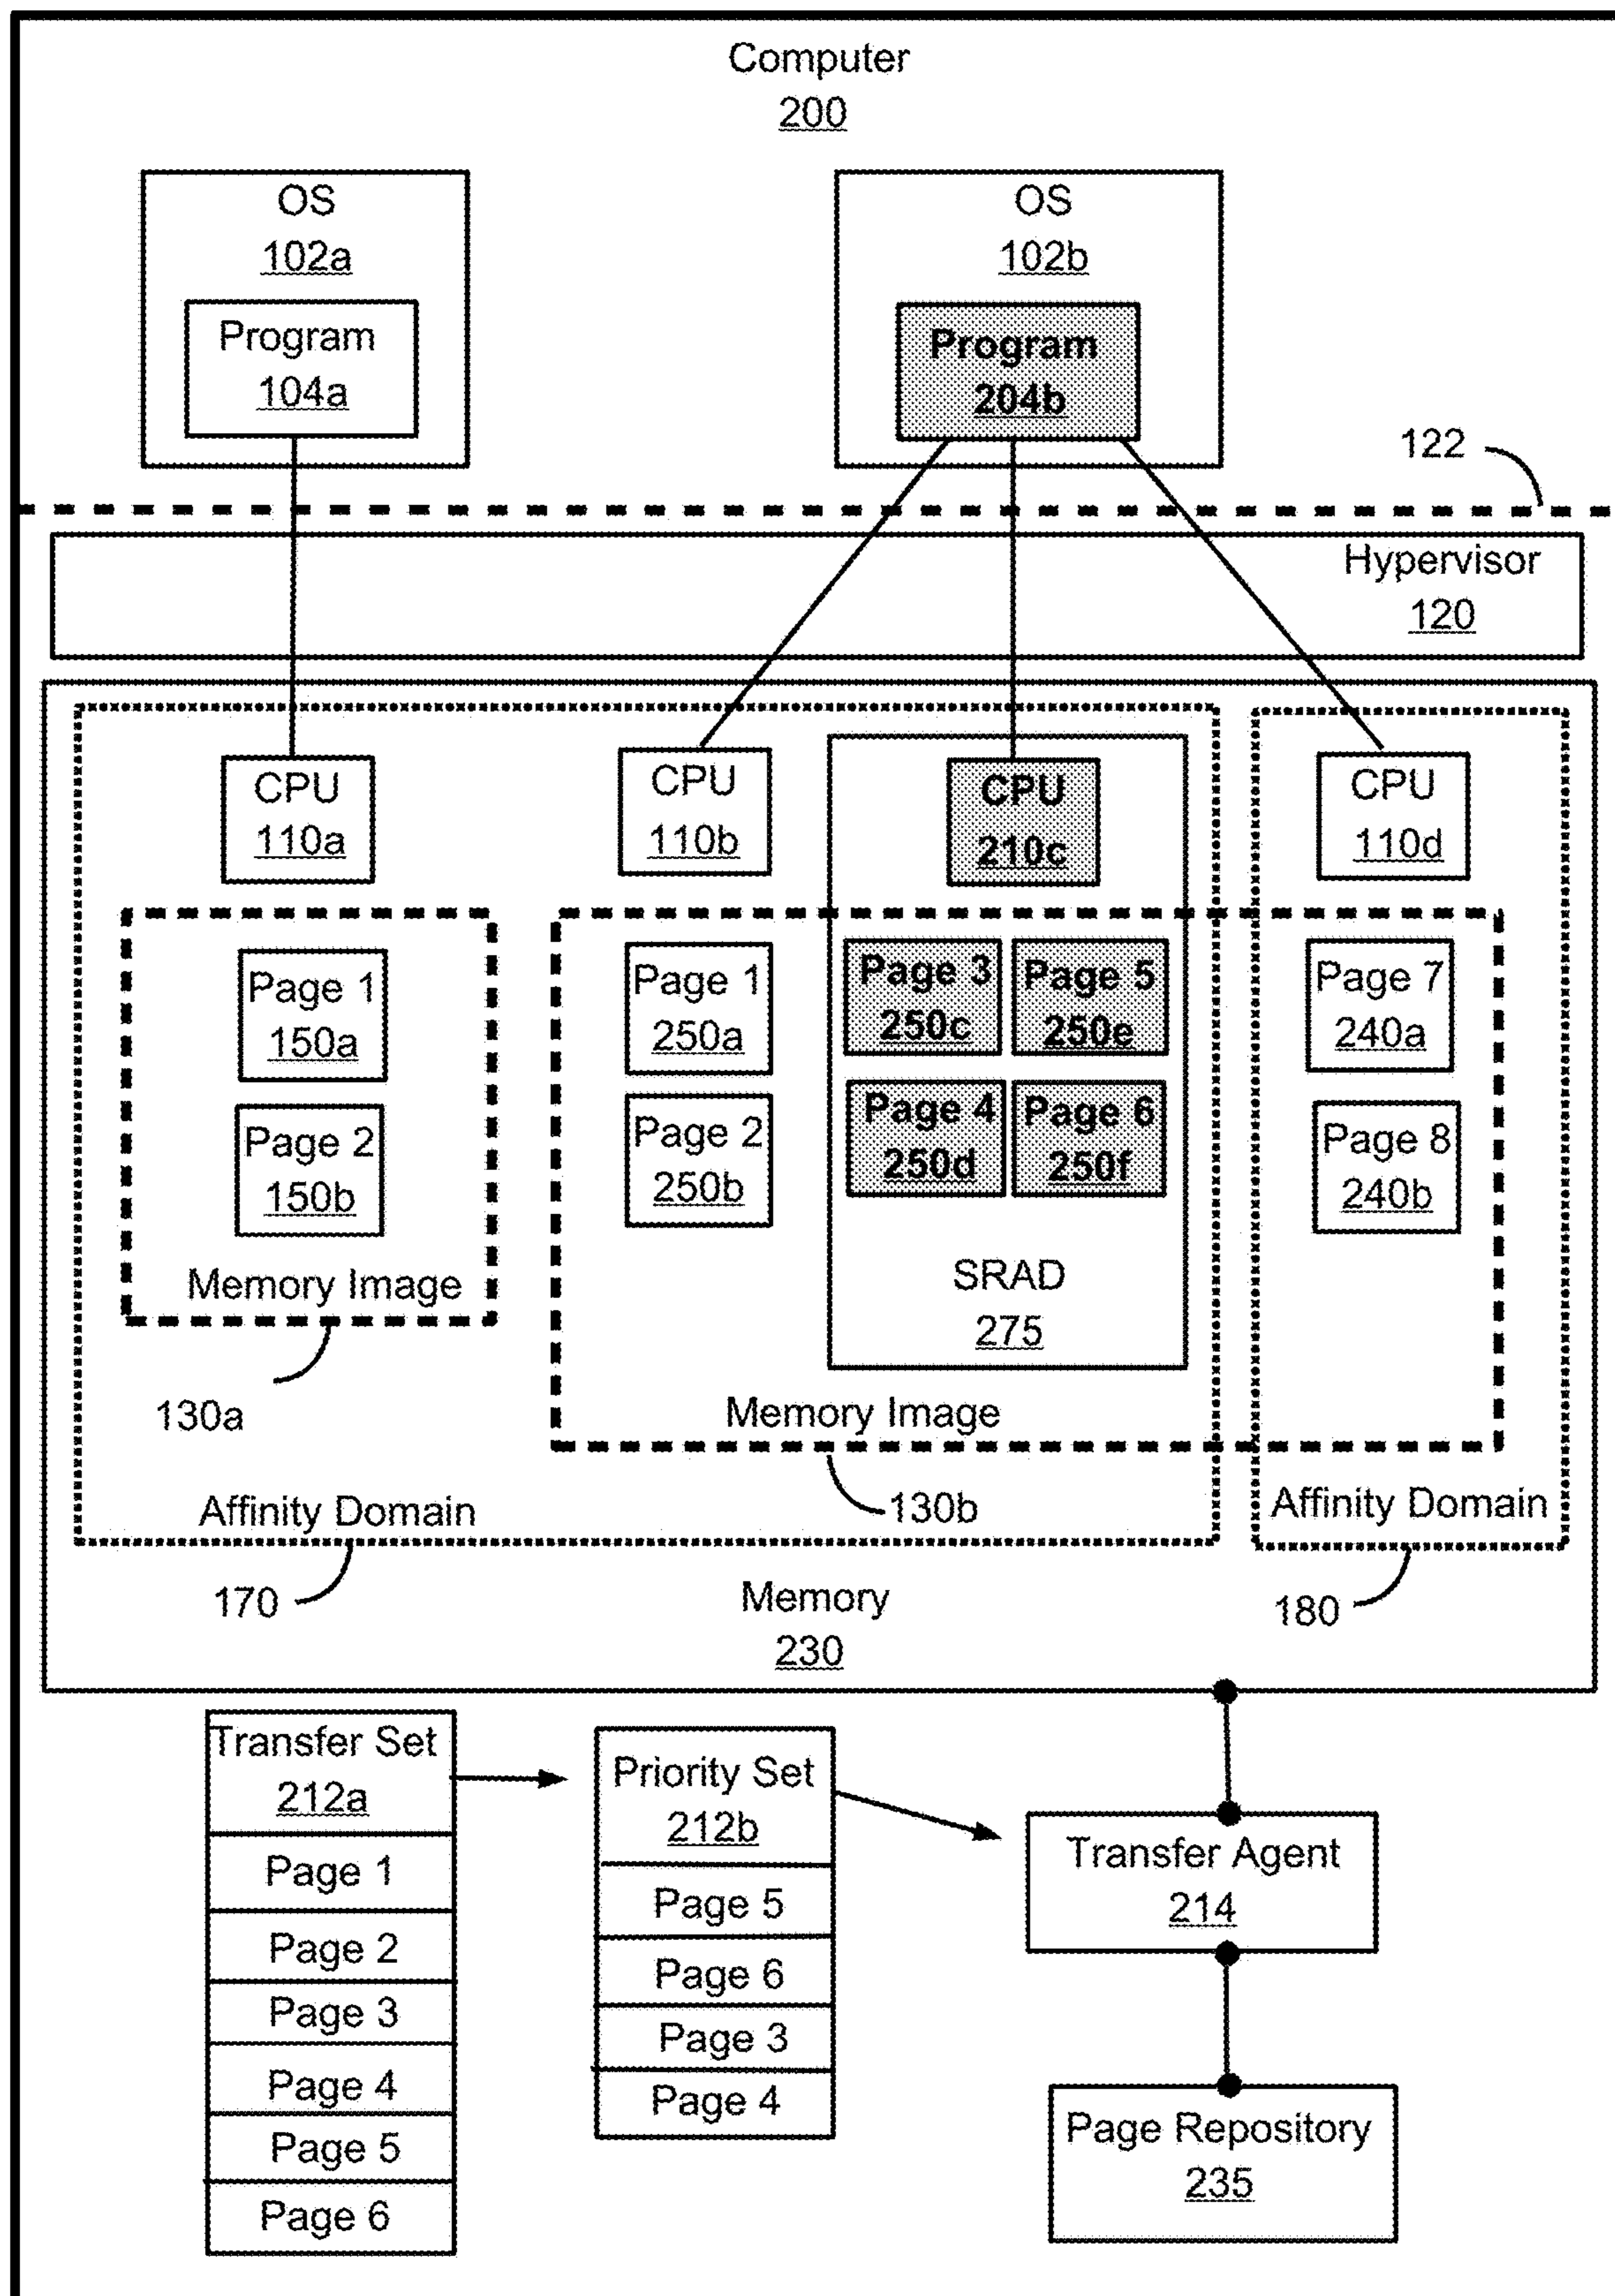 Computer
200
OS
102a
Program
104a
OS
102b
Program
204b
122
Hypervisor
120
CPU
110a
CPU
110b
CPU
210c
CPU
110d
Page 1
150a
Page 2
150b
Memory Image
130a
Page 1
250a
Page 2
250b
Page 3
250c
Page 5
250e
Page 4
250d
Page 6
250f
SRAD
275
Memory Image
130b
Page 7
240a
Page 8
240b
Affinity Domain
170
Affinity Domain
180
Memory
230
Transfer Set
212a
Page 1
Page 2
Page 3
Page 4
Page 5
Page 6
Priority Set
212b
Page 5
Page 6
Page 3
Page 4
Transfer Agent
214
Page Repository
235